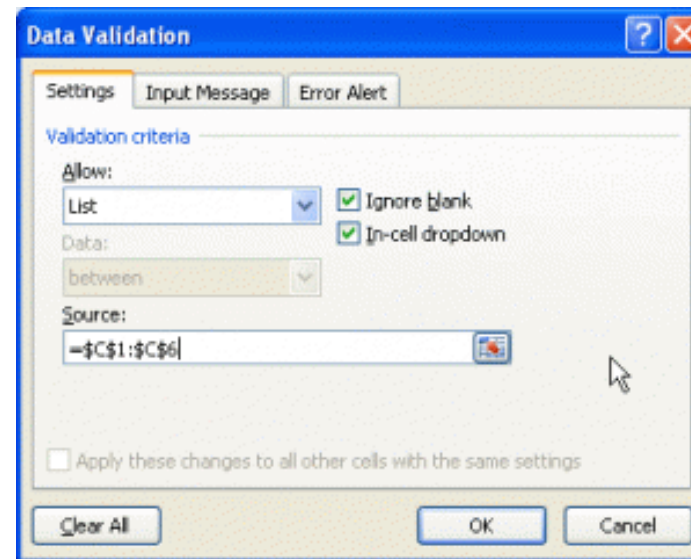 Data Validation
Settings Input Message Error Alert
Validation criteria
Allow:
List
Ignore blank
In-cell dropdown
Data:
between
Source:
=$C$1:$C$6
Apply these changes to all other cells with the same settings
Clear All OK Cancel